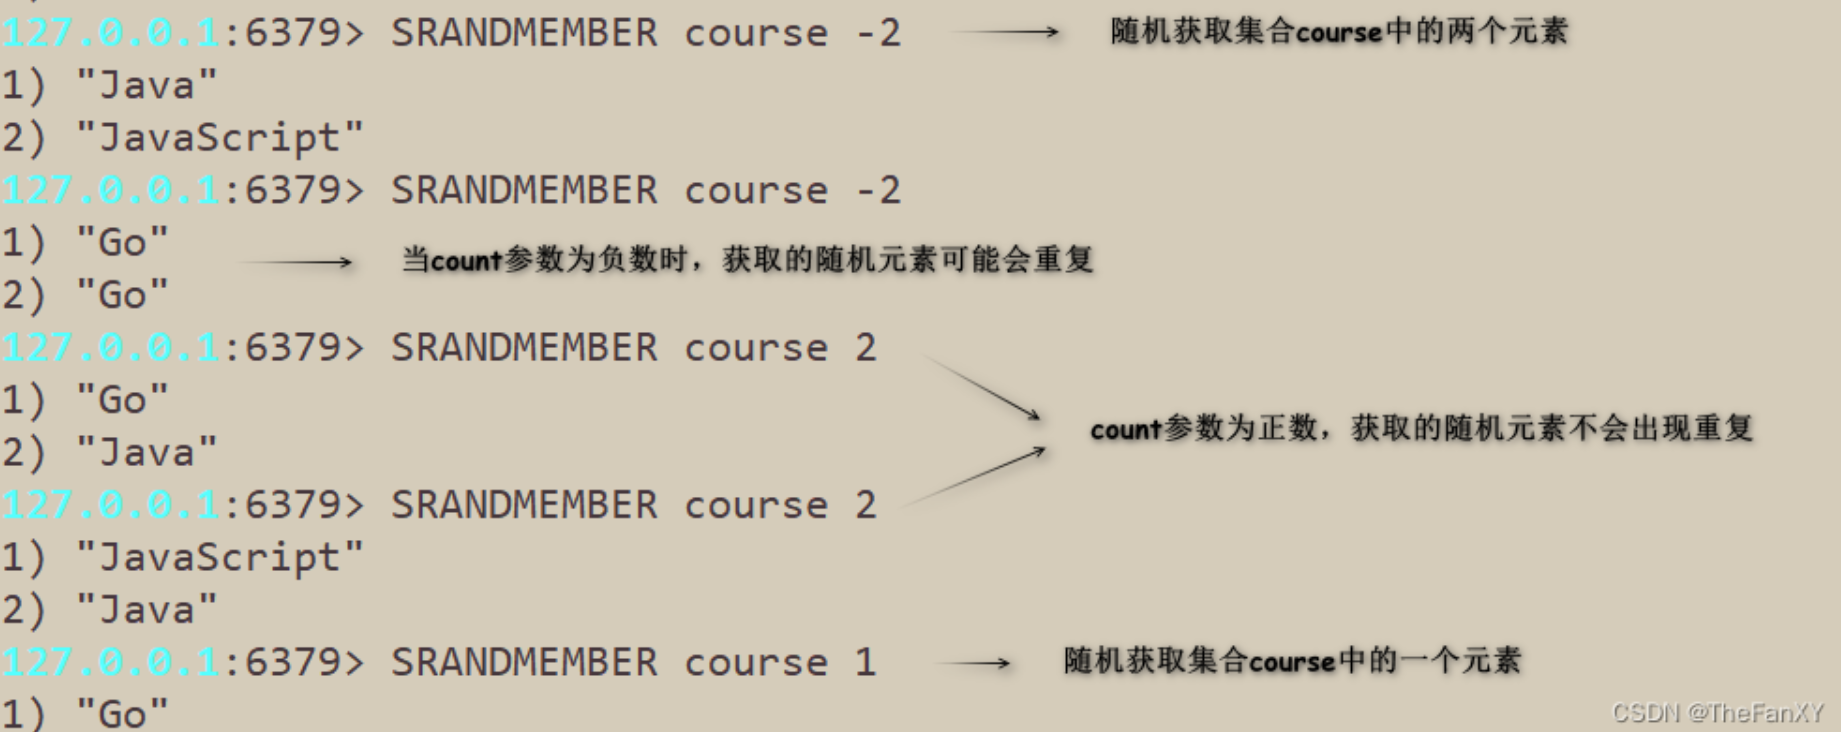 127.0.0.1:6379> SRANDMEMBER course -2 随机获取集合course中的两个元素
1) "Java"
2) "JavaScript"
127.0.0.1:6379> SRANDMEMBER course -2
1) "Go"
当count参数为负数时，获取的随机元素可能会重复
2) "Go"
127.0.0.1:6379> SRANDMEMBER course 2
1) "Go"
count参数为正数，获取的随机元素不会出现重复
2) "Java"
127.0.0.1:6379> SRANDMEMBER course 2
1) "JavaScript"
2) "Java"
127.0.0.1:6379> SRANDMEMBER course 1 随机获取集合course中的一个元素
1) "Go"
CSDN @TheFanXY